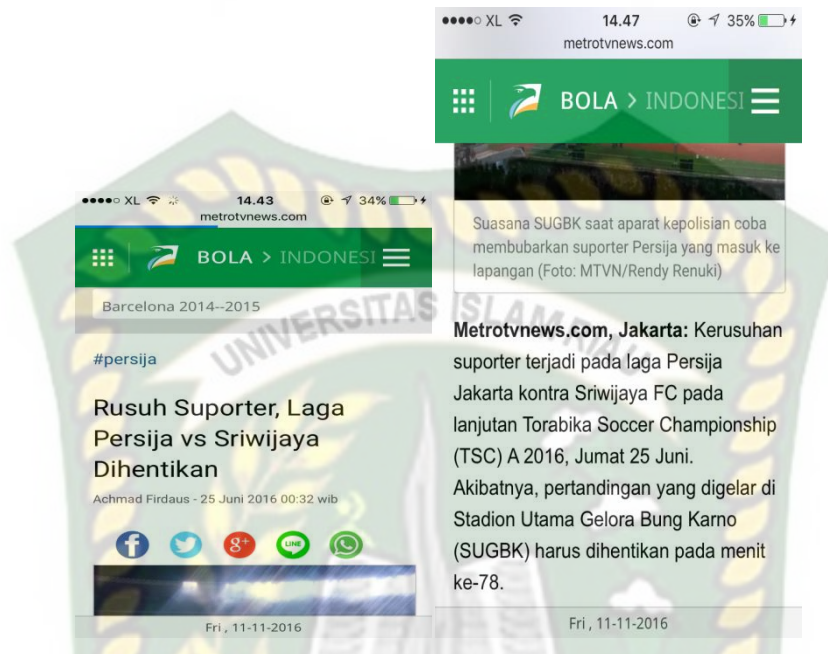 XL 14.43 34%
metrotvnews.com
BOLA > INDONESI
Barcelona 2014--2015
#persija
Rusuh Suporter, Laga
Persija vs Sriwijaya
Dihentikan
Achmad Firdaus - 25 Juni 2016 00:32 wib
f 8+ LINE
Fri , 11-11-2016
XL 14.47 35%
metrotvnews.com
BOLA > INDONESI
Suasana SUGBK saat aparat kepolisian coba
membubarkan suporter Persija yang masuk ke
lapangan (Foto: MTVN/Rendy Renuki)
Metrotvnews.com, Jakarta: Kerusuhan
suporter terjadi pada laga Persija
Jakarta kontra Sriwijaya FC pada
lanjutan Torabika Soccer Championship
(TSC) A 2016, Jumat 25 Juni.
Akibatnya, pertandingan yang digelar di
Stadion Utama Gelora Bung Karno
(SUGBK) harus dihentikan pada menit
ke-78.
Fri , 11-11-2016
UNIVERSITAS ISLAM RIAU